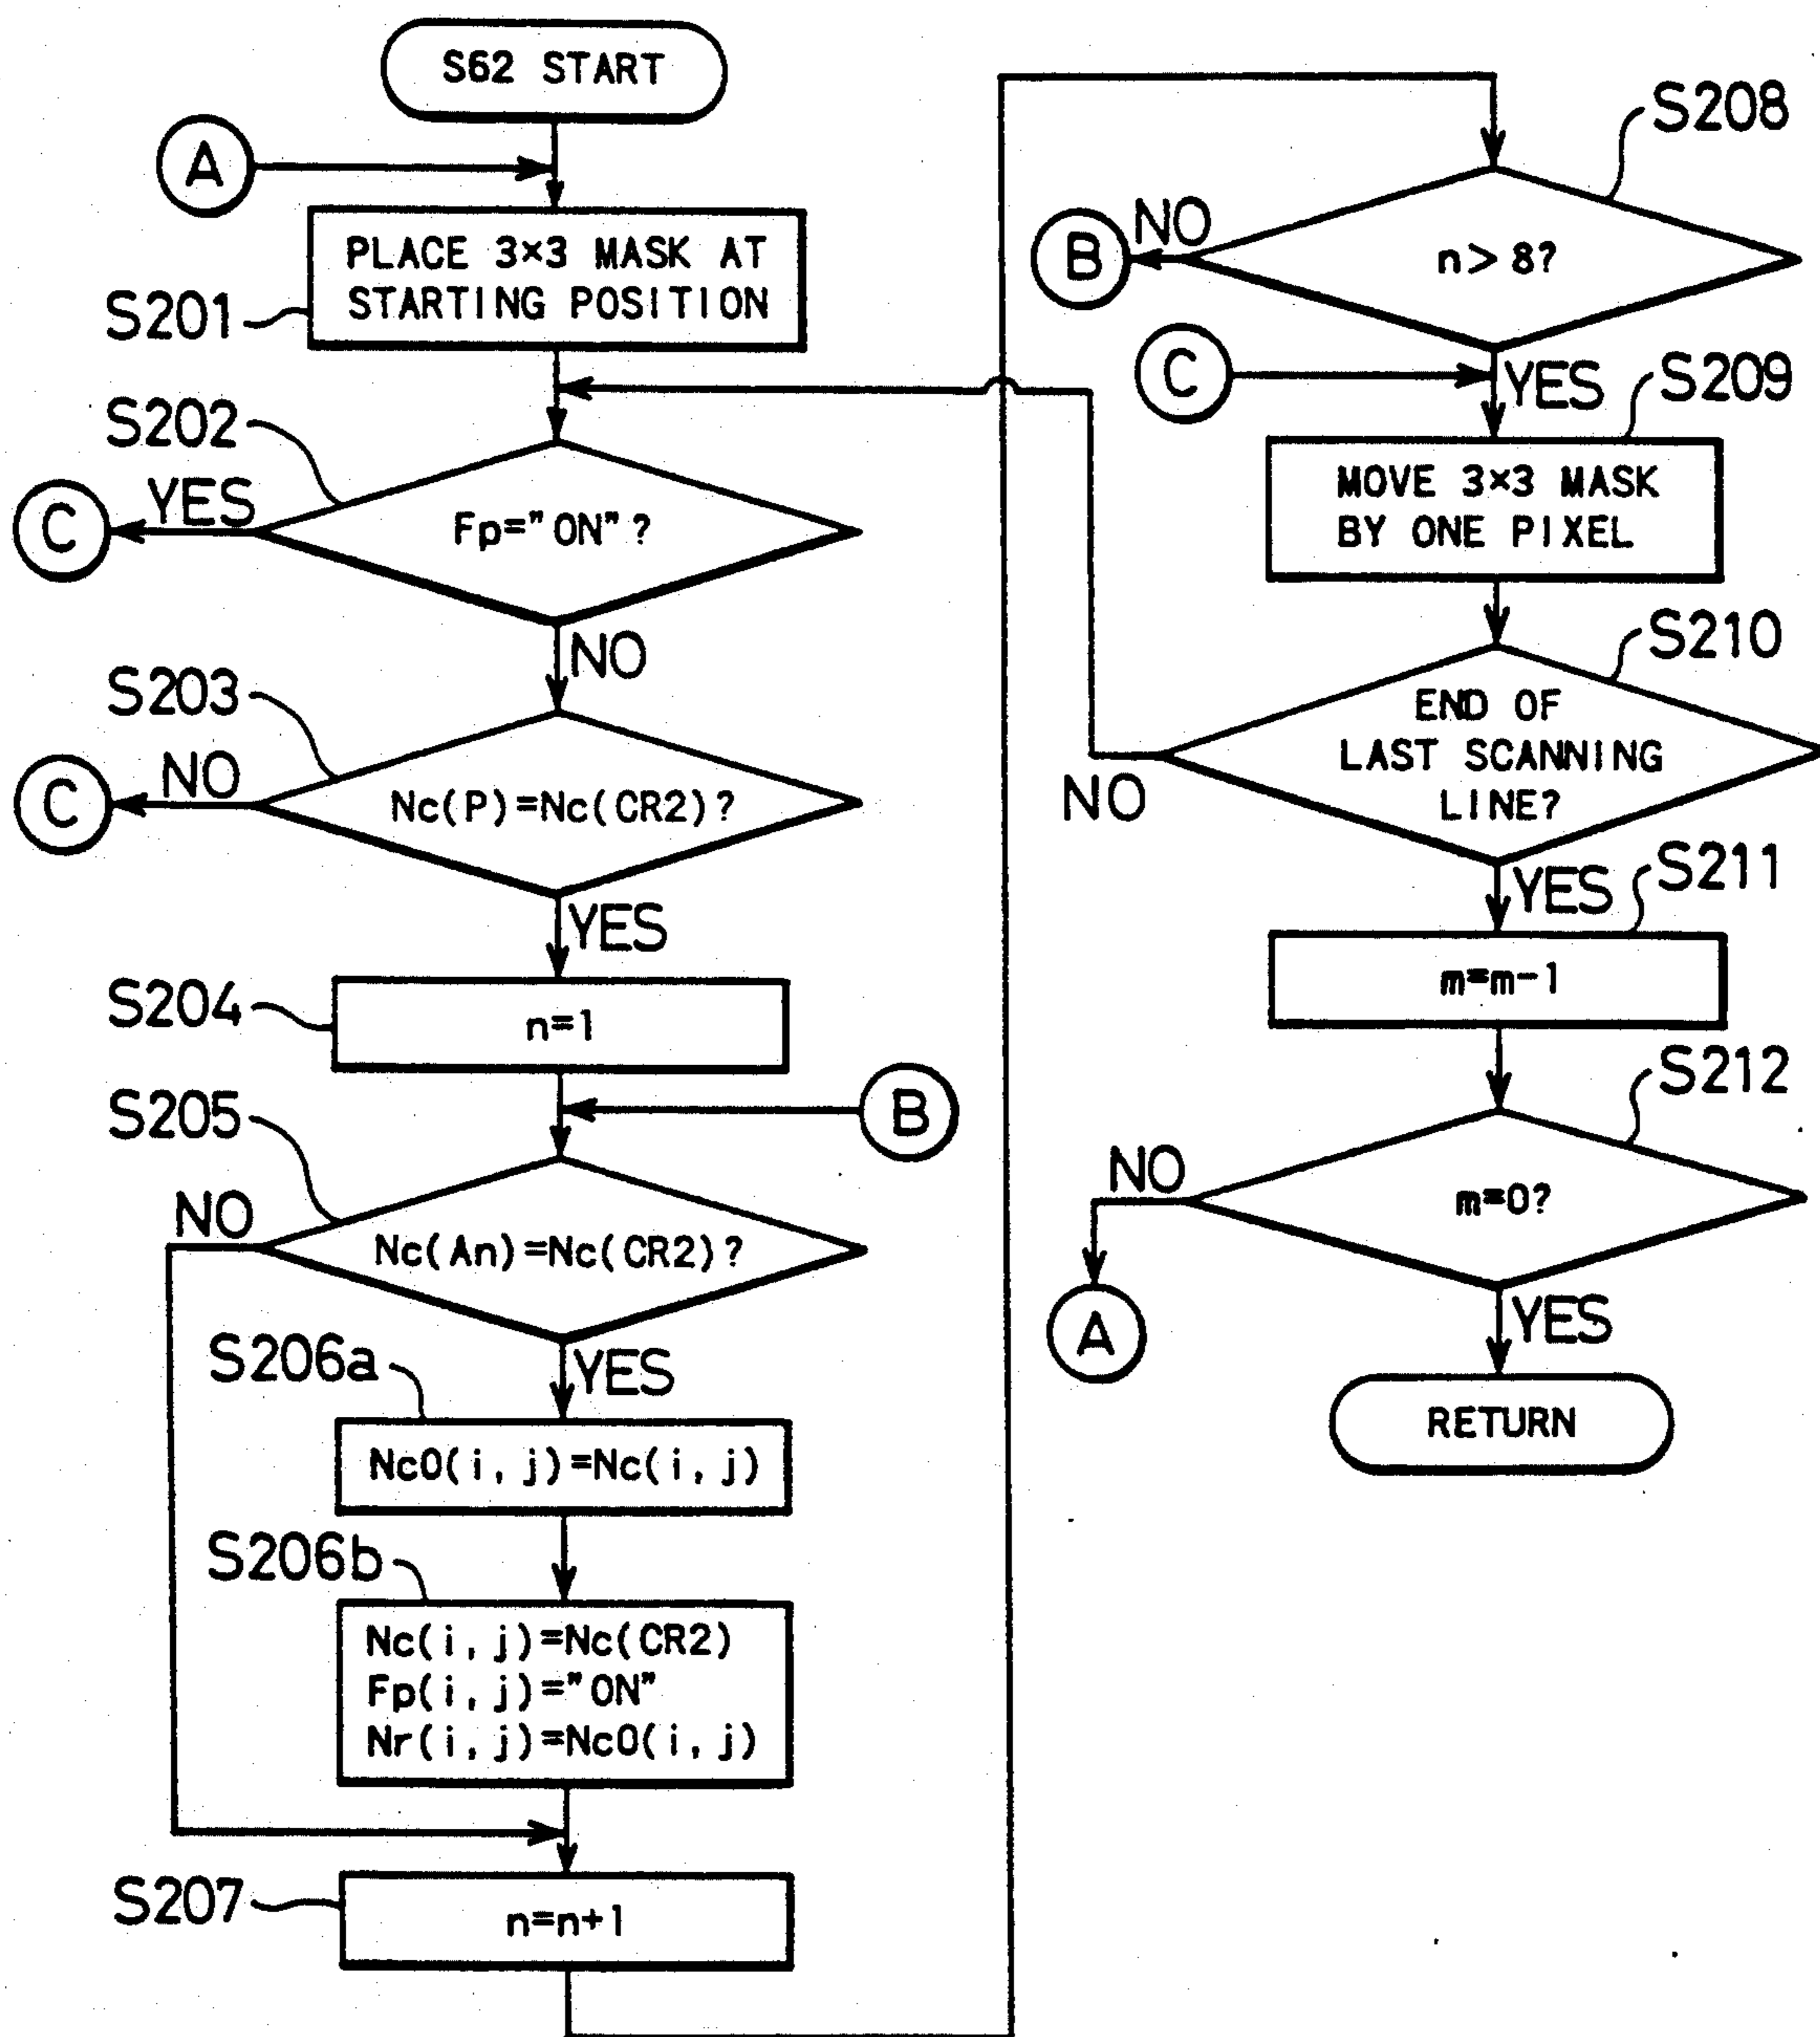 S62 START
A
PLACE 3×3 MASK AT
STARTING POSITION
S201
S202
YES
C
Fp="ON"?
NO
S203
NO
C
Nc(P)=Nc(CR2)?
YES
S204
n=1
B
S205
NO
Nc(An)=Nc(CR2)?
YES
S206a
Nc0(i,j)=Nc(i,j)
S206b
Nc(i,j)=Nc(CR2)
Fp(i,j)="ON"
Nr(i,j)=Nc0(i,j)
S207
n=n+1
S208
B
NO
n>8?
C
YES
S209
MOVE 3×3 MASK
BY ONE PIXEL
S210
END OF
LAST SCANNING
LINE?
NO
YES
S211
m=m-1
S212
NO
m=0?
A
YES
RETURN